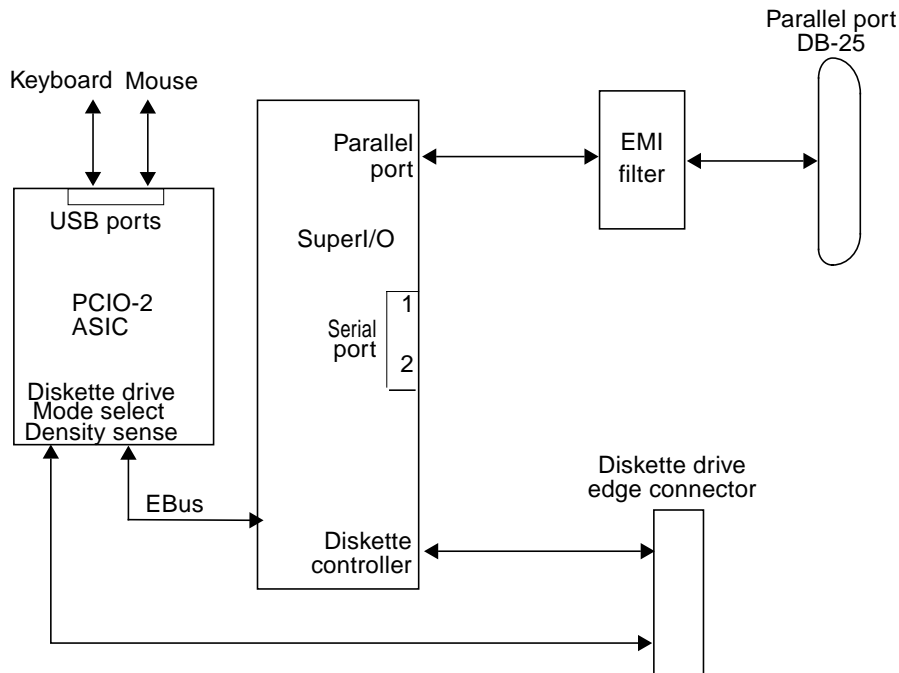 Parallel port
DB-25
Keyboard Mouse
Parallel
port
EMI
filter
USB ports
SuperI/O
PCIO-2
ASIC
1
Serial
port
2
Diskette drive
Mode select
Density sense
Diskette drive
edge connector
EBus
Diskette
controller